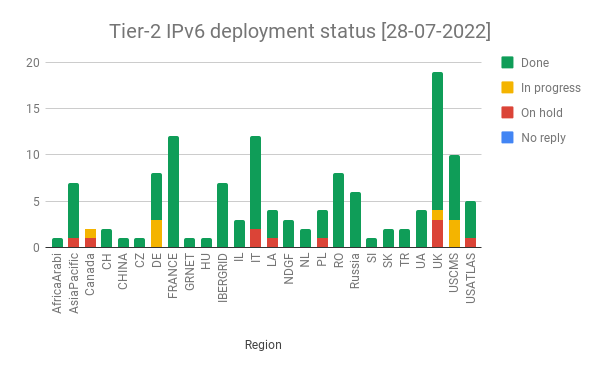 Tier-2 IPv6 deployment status [28-07-2022]
20
15
10
5
0
Done
In progress
On hold
No reply
AfricaArabi
AsiaPacific
Canada
CH
CHINA
CZ
DE
FRANCE
GRNET
HU
IBERGRID
IL
IT
LA
NDGF
NL
PL
RO
Russia
SI
SK
TR
UA
UK
USCMS
USATLAS
Region